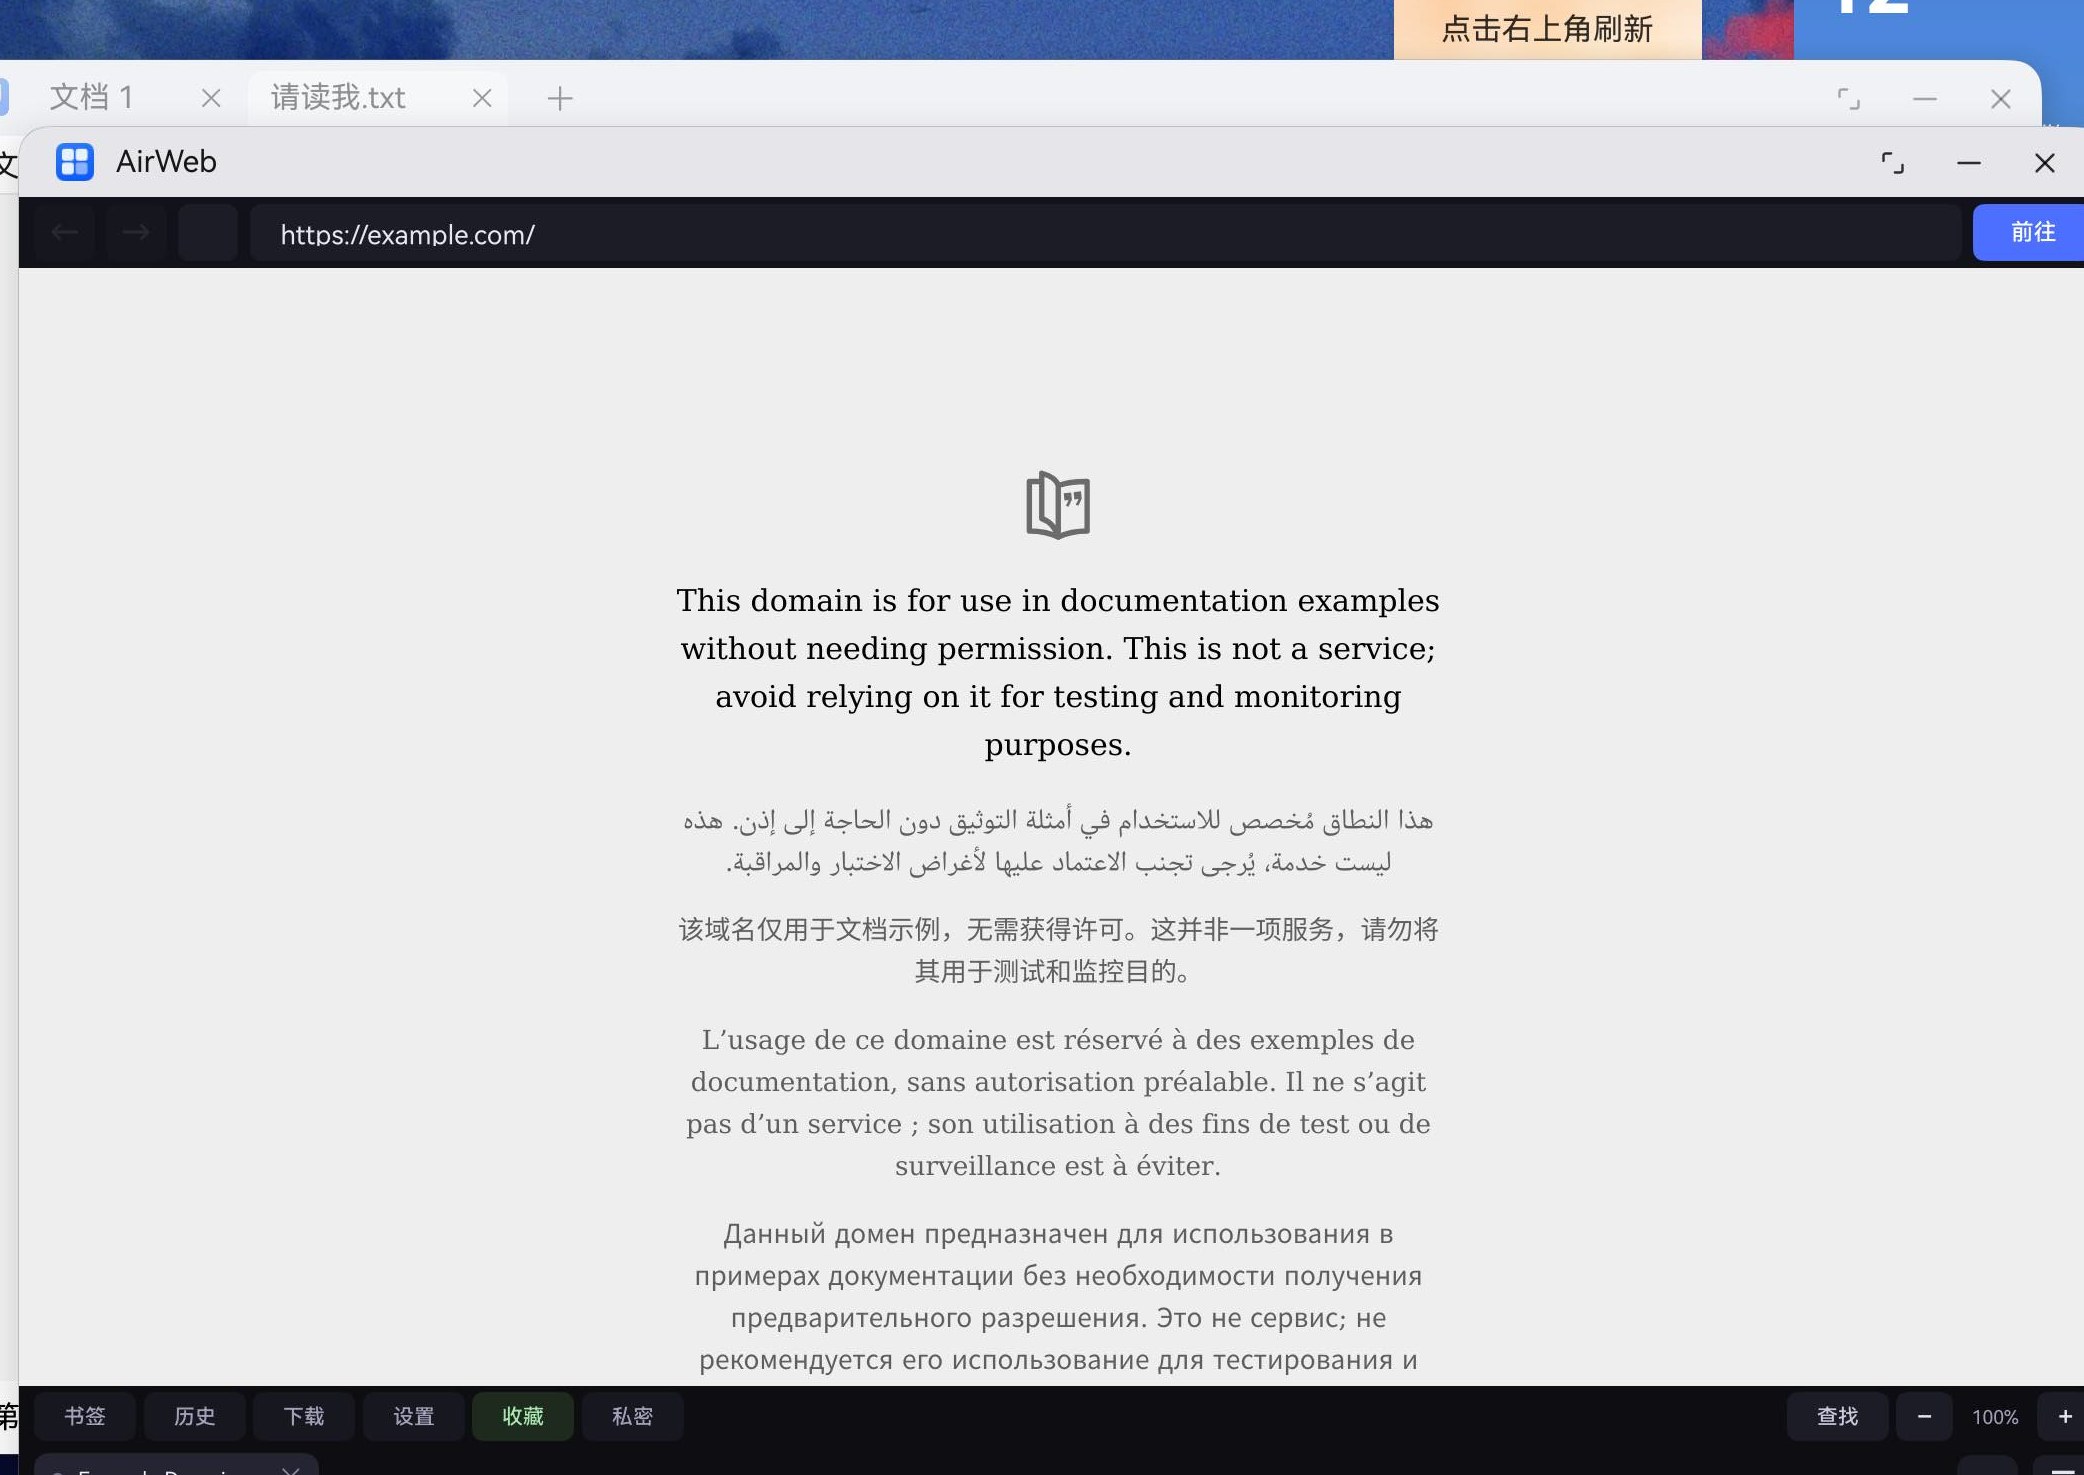 点击右上角刷新
文档 1
请读我.txt
文
AirWeb
https://example.com/
前往
This domain is for use in documentation examples
without needing permission. This is not a service;
avoid relying on it for testing and monitoring
purposes.
هذا النطاق مُخصص للاستخدام في أمثلة التوثيق دون الحاجة إلى إذن. هذه
ليست خدمة، يُرجى تجنب الاعتماد عليها لأغراض الاختبار والمراقبة.
该域名仅用于文档示例，无需获得许可。这并非一项服务，请勿将
其用于测试和监控目的。
L’usage de ce domaine est réservé à des exemples de
documentation, sans autorisation préalable. Il ne s’agit
pas d’un service ; son utilisation à des fins de test ou de
surveillance est à éviter.
Данный домен предназначен для использования в
примерах документации без необходимости получения
предварительного разрешения. Это не сервис; не
рекомендуется его использование для тестирования и
第
书签 历史 下载 设置 收藏 私密 查找 − 100% +